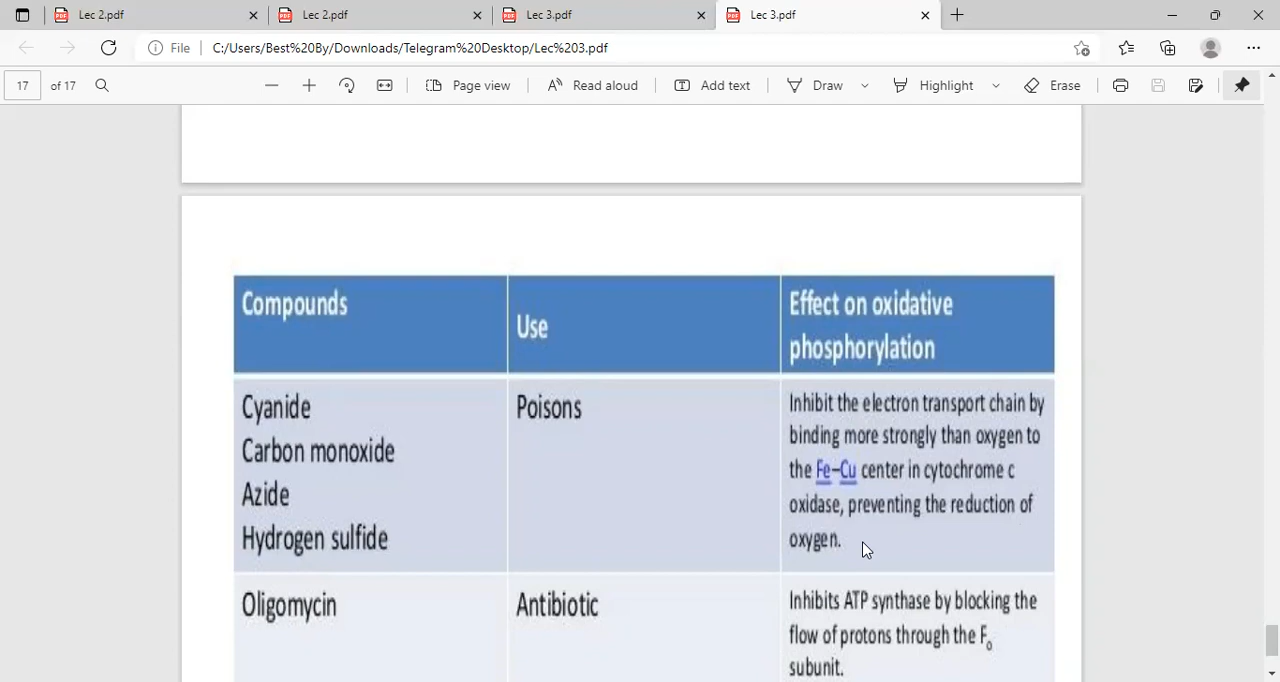 Lec 2.pdf
Lec 2.pdf
Lec 3.pdf
Lec 3.pdf
File
C:/Users/Best%20By/Downloads/Telegram%20Desktop/Lec%203.pdf
17 of 17
Page view
Read aloud
Add text
Draw
Highlight
Erase
Compounds
Use
Effect on oxidative
phosphorylation
Cyanide
Carbon monoxide
Azide
Hydrogen sulfide
Poisons
Inhibit the electron transport chain by
binding more strongly than oxygen to
the Fe–Cu center in cytochrome c
oxidase, preventing the reduction of
oxygen.
Oligomycin
Antibiotic
Inhibits ATP synthase by blocking the
flow of protons through the Fo
subunit.